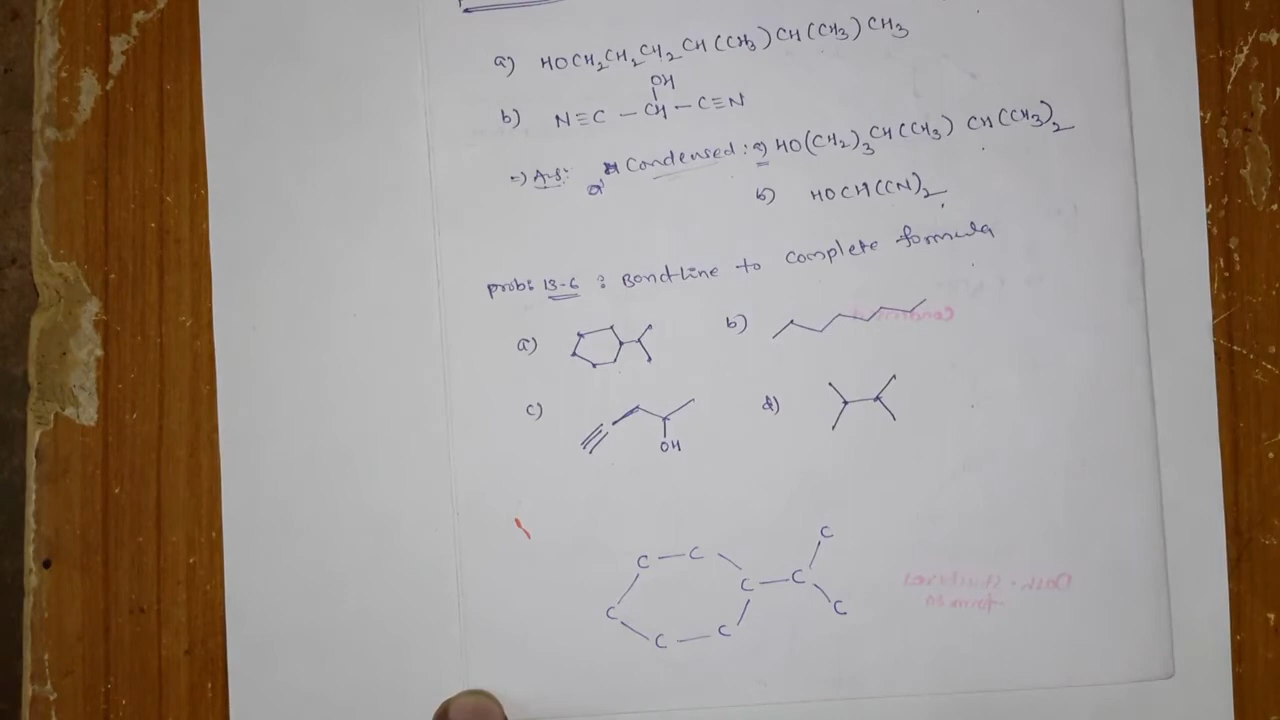 a) HOCH₂CH₂CH₂CH(CH₃)CH(CH₃)CH₃
OH
b) N≡C — CH — C≡N
=) Ans: a) Condensed: a) HO(CH₂)₃CH(CH₃) CH(CH₃)₂
b) HOCH(CN)₂
prob: 13-6 : Bondline to complete formula
a) b)
c) d)
OH
C
C — C
C — C
C
C
C — C